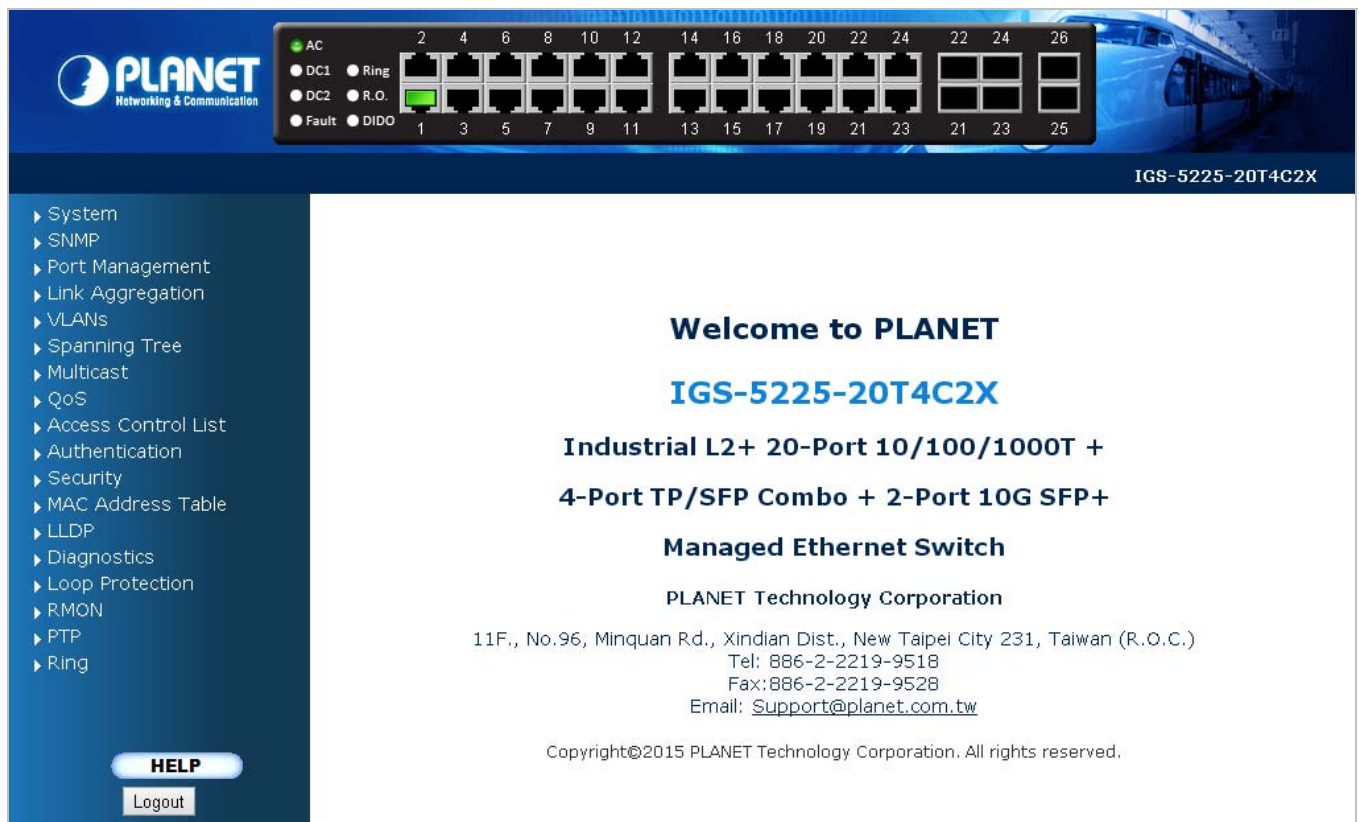 PLANET
Networking & Communication
AC
DC1 Ring
DC2 R.O.
Fault DIDO
2 4 6 8 10 12 14 16 18 20 22 24 22 24 26
1 3 5 7 9 11 13 15 17 19 21 23 21 23 25
IGS-5225-20T4C2X
System
SNMP
Port Management
Link Aggregation
VLANs
Spanning Tree
Multicast
QoS
Access Control List
Authentication
Security
MAC Address Table
LLDP
Diagnostics
Loop Protection
RMON
PTP
Ring
HELP
Logout
Welcome to PLANET
IGS-5225-20T4C2X
Industrial L2+ 20-Port 10/100/1000T +
4-Port TP/SFP Combo + 2-Port 10G SFP+
Managed Ethernet Switch
PLANET Technology Corporation
11F., No.96, Minquan Rd., Xindian Dist., New Taipei City 231, Taiwan (R.O.C.)
Tel: 886-2-2219-9518
Fax:886-2-2219-9528
Email: Support@planet.com.tw
Copyright©2015 PLANET Technology Corporation. All rights reserved.